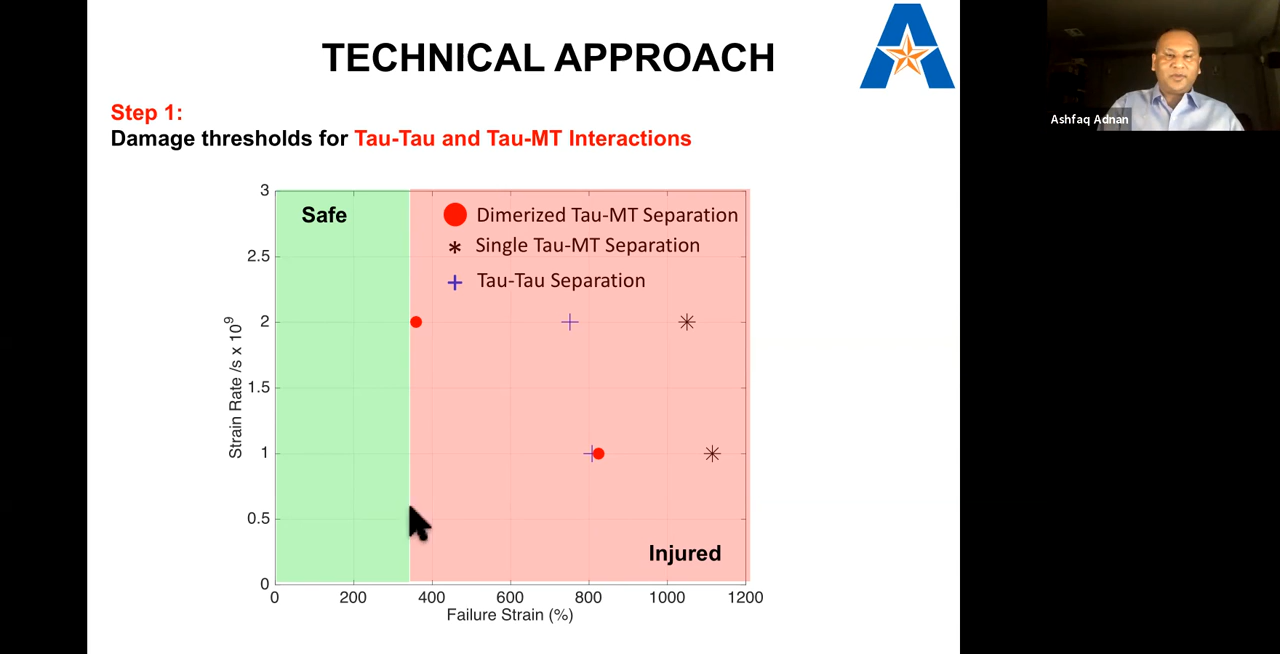 TECHNICAL APPROACH
Step 1:
Damage thresholds for Tau-Tau and Tau-MT Interactions
Safe
Dimerized Tau-MT Separation
Single Tau-MT Separation
Tau-Tau Separation
Injured
3
2.5
2
1.5
1
0.5
0
Strain Rate /s x 10⁹
0 200 400 600 800 1000 1200
Failure Strain (%)
Ashfaq Adnan